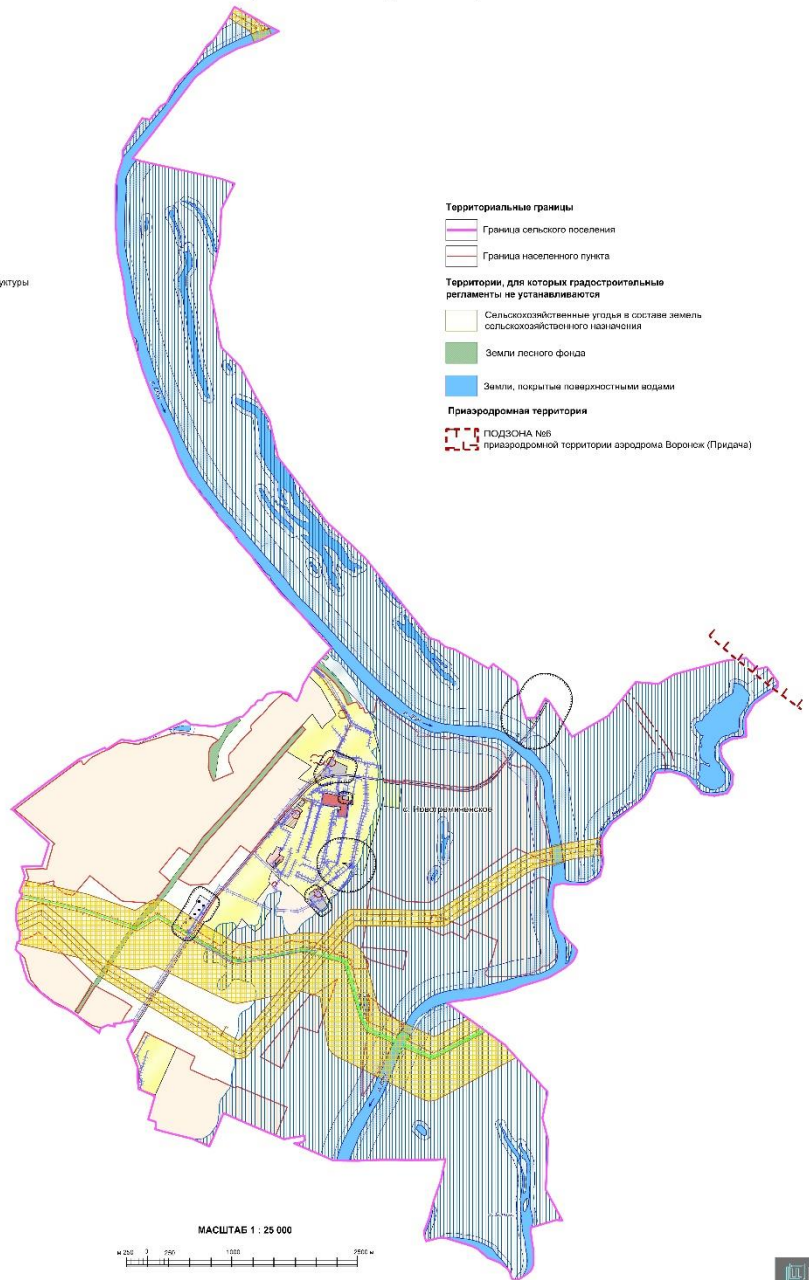 уктуры
Территориальные границы
Граница сельского поселения
Граница населенного пункта
Территории, для которых градостроительные
регламенты не устанавливаются
Сельскохозяйственные угодья в составе земель
сельскохозяйственного назначения
Земли лесного фонда
Земли, покрытые поверхностными водами
Приаэродромная территория
ПОДЗОНА №6
приаэродромной территории аэродрома Воронеж (Придача)
с. Новогремяченское
МАСШТАБ 1 : 25 000
м 250 0 250 1000 2500 м